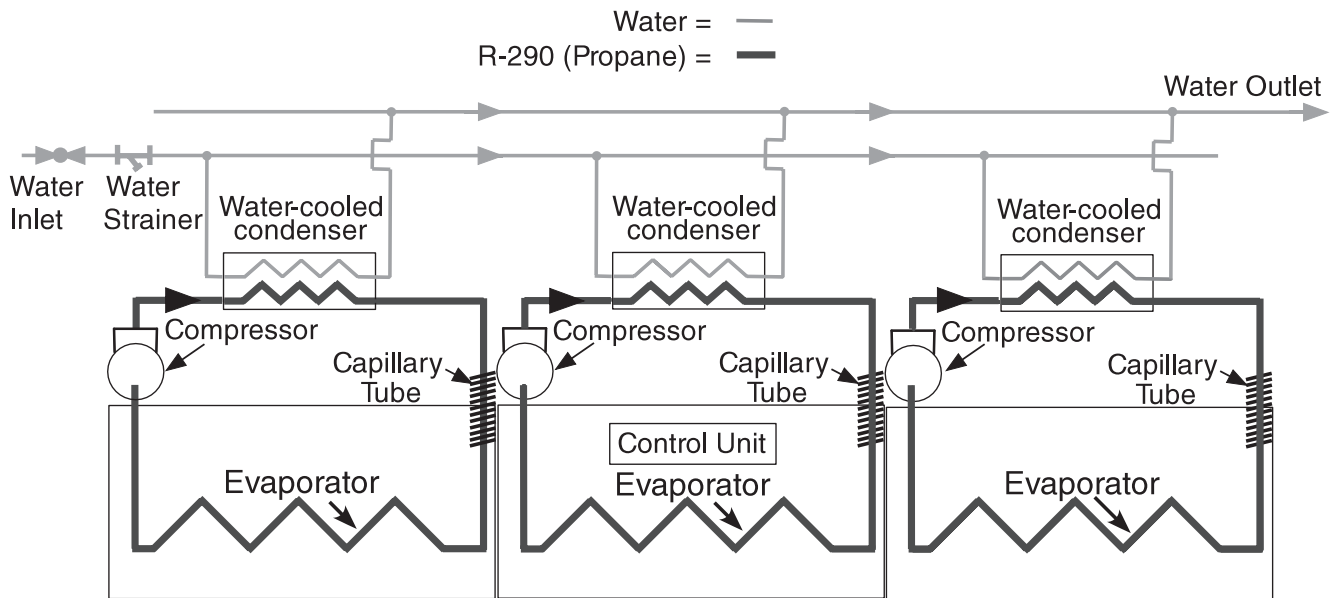 Water =
R-290 (Propane) =
Water Outlet
Water
Inlet
Water
Strainer
Water-cooled
condenser
Water-cooled
condenser
Water-cooled
condenser
Compressor
Compressor
Compressor
Capillary
Tube
Capillary
Tube
Capillary
Tube
Control Unit
Evaporator
Evaporator
Evaporator